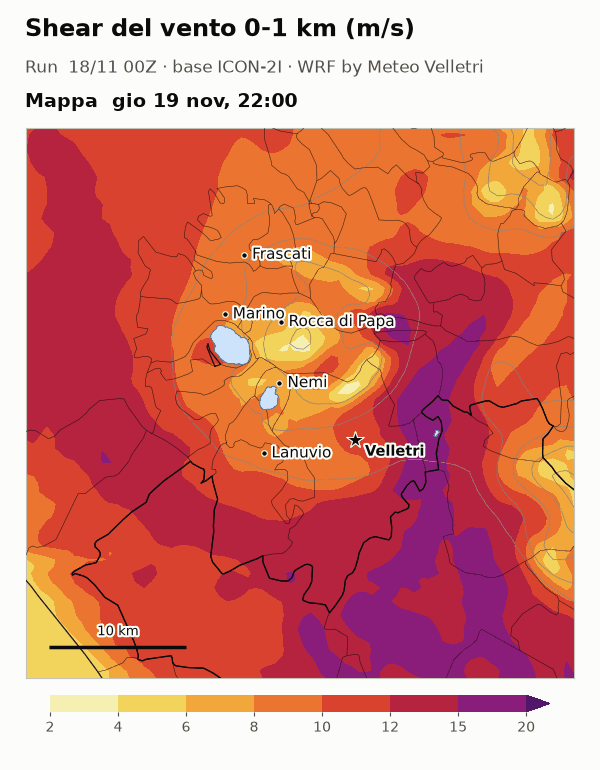 Shear del vento 0-1 km (m/s)
Run  18/11 00Z · base ICON-2I · WRF by Meteo Velletri
Mappa  gio 19 nov, 22:00
Frascati
Marino
Rocca di Papa
Nemi
Velletri
Lanuvio
10 km
2 4 6 8 10 12 15 20